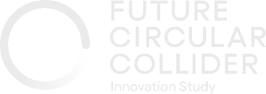 FUTURE
CIRCULAR
COLLIDER
Innovation Study